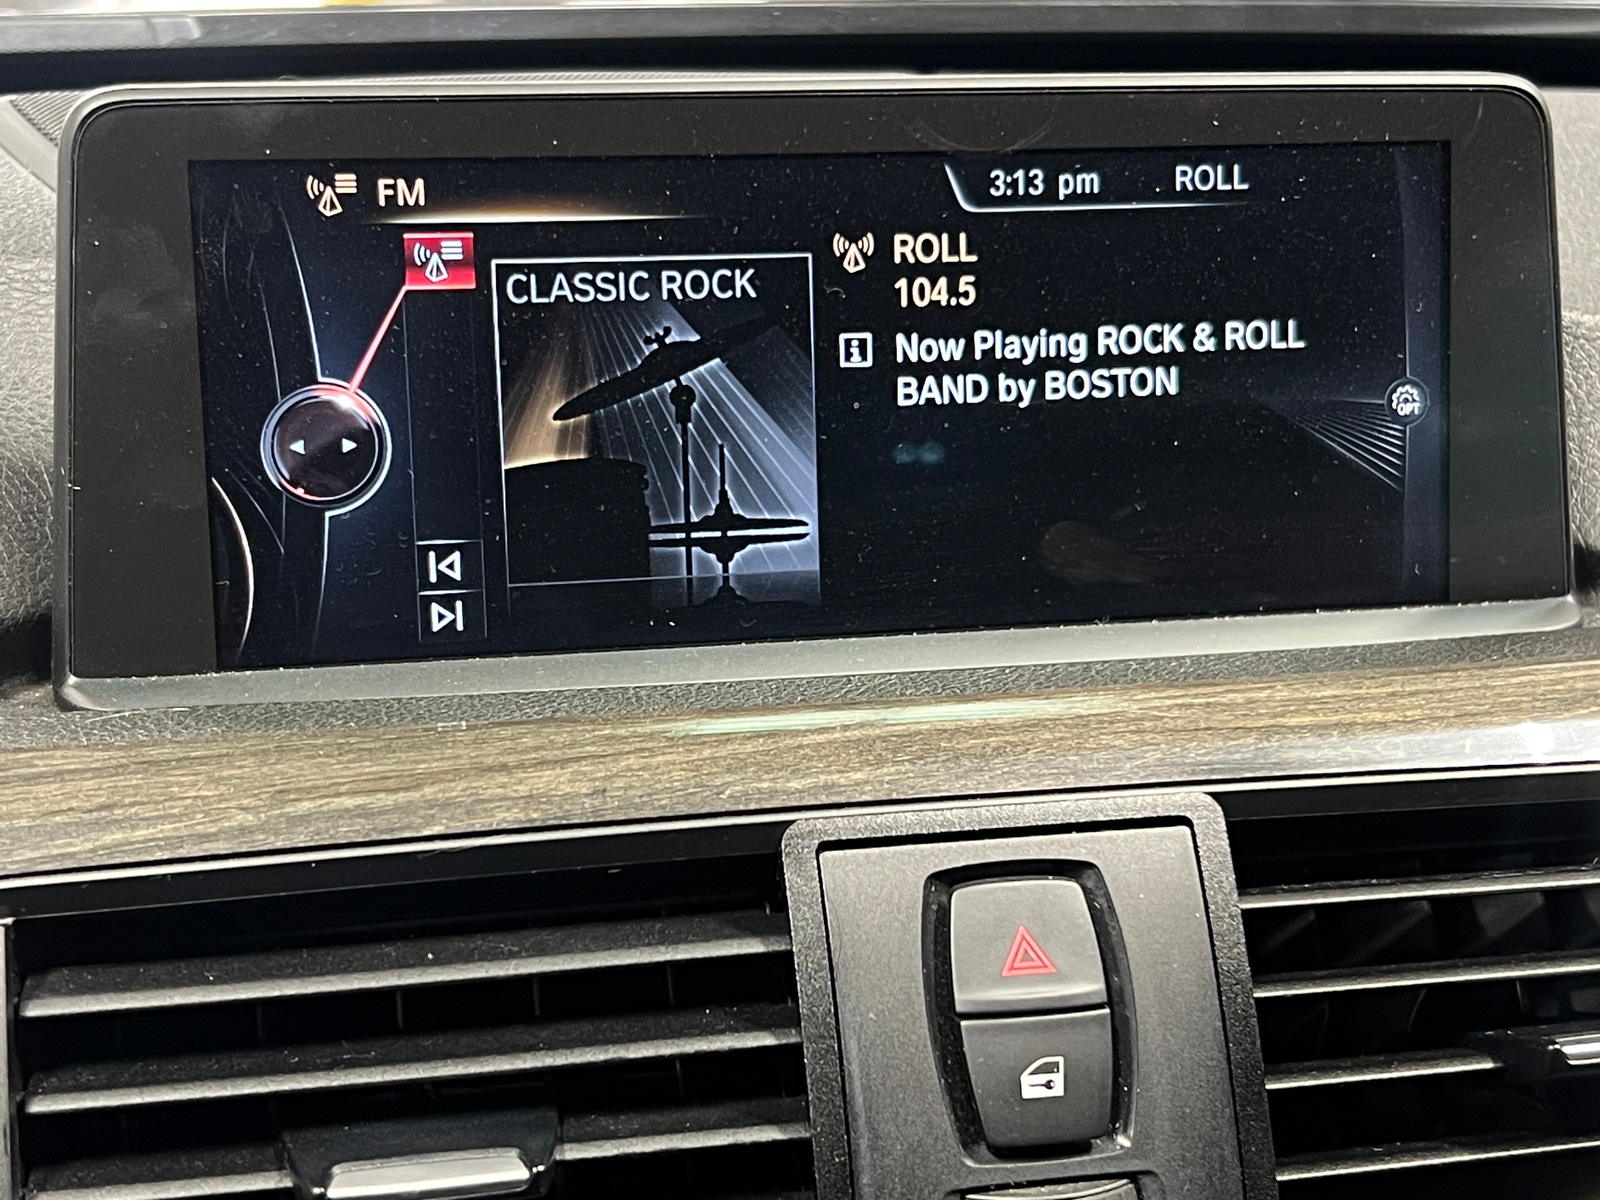 FM
3:13 pm
ROLL
CLASSIC ROCK
ROLL
104.5
Now Playing ROCK & ROLL
BAND by BOSTON
OPT